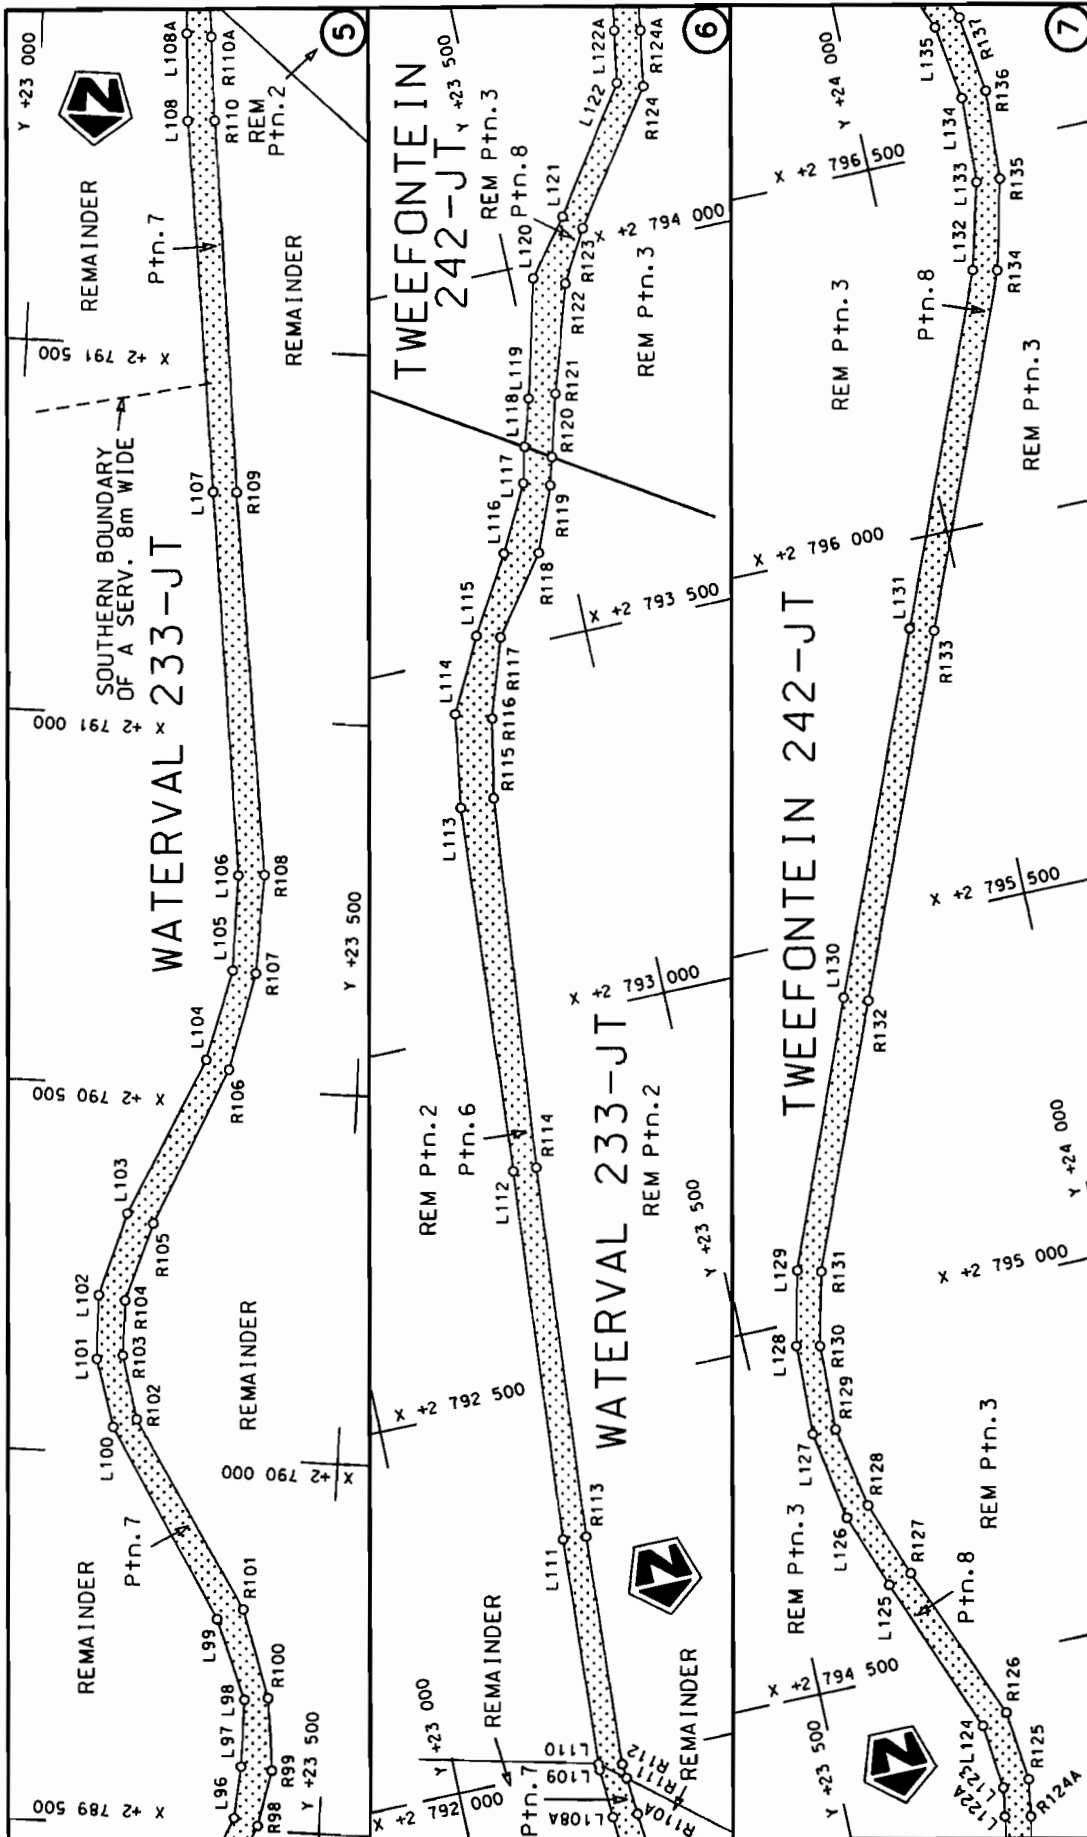 5
Y +23 000
L108A
L108
R110A
R110
REM
Ptn.2
REMAINDER
Ptn.7
REMAINDER
X +2 791 500
SOUTHERN BOUNDARY
OF A SERV. 8m WIDE
L107
R109
WATERVAL 233-JT
X +2 791 000
L106
R108
L105
R107
Y +23 500
L104
R106
X +2 790 500
L103
R105
L102
R104
L101
R103
R102
L100
REMAINDER
X +2 790 000
Ptn.7
REMAINDER
R101
L99
R100
L98
L97
R99
L96
R98
Y +23 500
X +2 789 500
6
L122A
R124A
L122
R124
Y +23 500
TWEEFONTEIN
242-JT
REM Ptn.3
Ptn.8
L121
L120
R123
X +2 794 000
R122
REM Ptn.3
L119
R121
L118
R120
L117
R119
L116
R118
L115
R117
X +2 793 500
L114
R116
R115
L113
X +2 793 000
WATERVAL 233-JT
REM Ptn.2
Ptn.6
R114
L112
REM Ptn.2
Y +23 500
X +2 792 500
R113
L111
REMAINDER
Y +23 000
L110
L109
R112
R111
REMAINDER
X +2 792 000
Ptn.7
L108A
R110A
7
L135
R137
Y +24 000
R136
L134
X +2 796 500
L133
R135
L132
R134
REM Ptn.3
Ptn.8
REM Ptn.3
X +2 796 000
L131
R133
TWEEFONTEIN 242-JT
X +2 795 500
L130
R132
Y +24 000
X +2 795 000
L129
R131
L128
R130
R129
L127
R128
L126
REM Ptn.3
REM Ptn.3
R127
L125
Ptn.8
X +2 794 500
R126
L124
Y +23 500
R125
L123
L122A
R124A
N
N
N